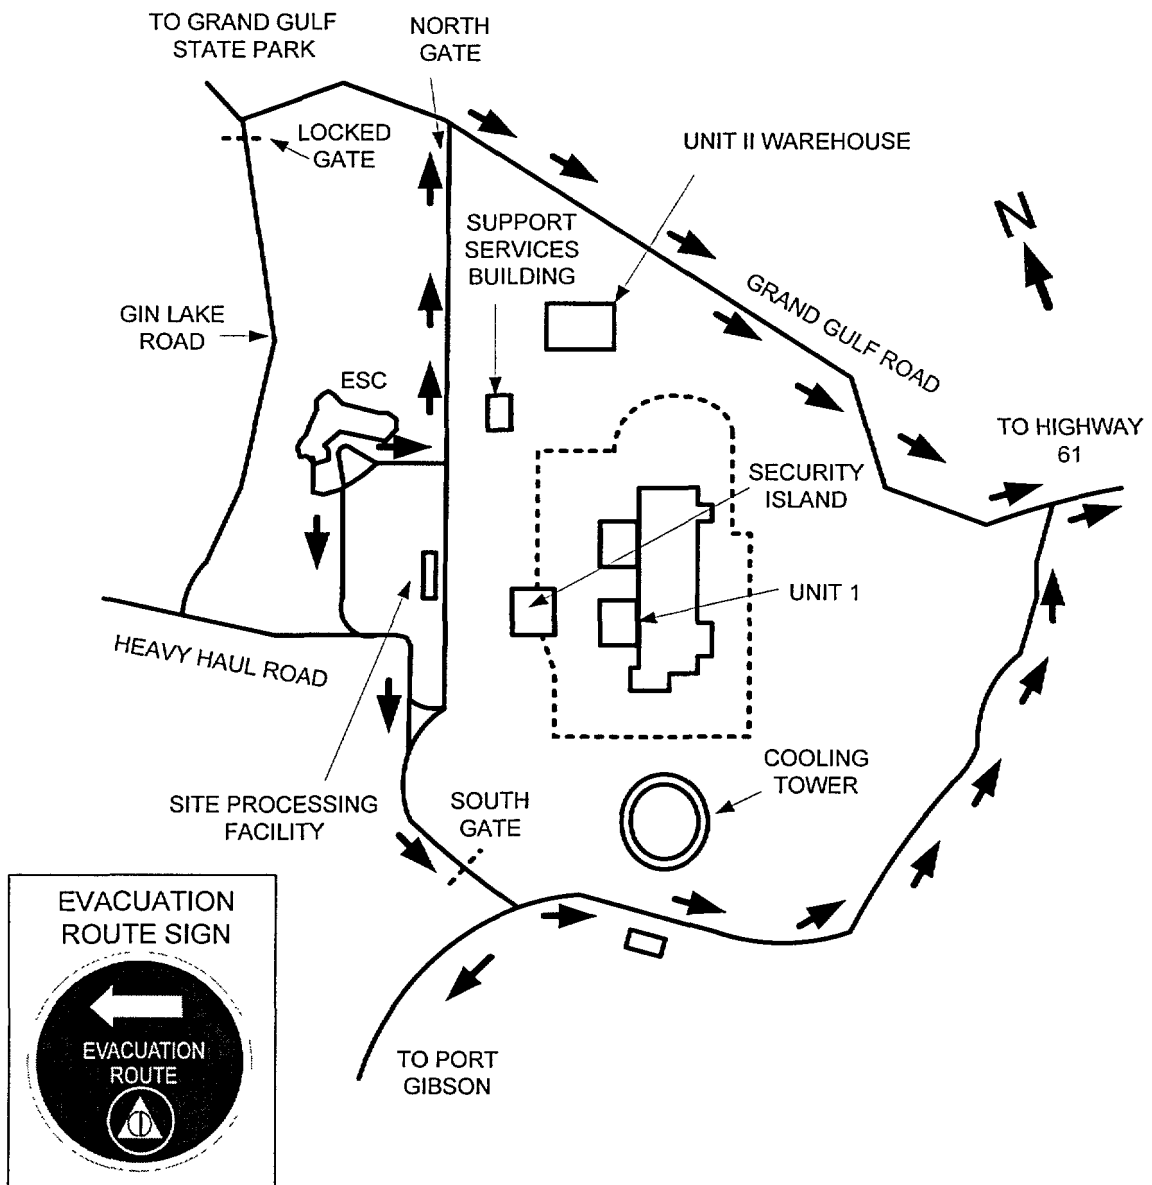 TO GRAND GULF
STATE PARK
NORTH
GATE
LOCKED
GATE
UNIT II WAREHOUSE
N
SUPPORT
SERVICES
BUILDING
GIN LAKE
ROAD
GRAND GULF ROAD
ESC
TO HIGHWAY
61
SECURITY
ISLAND
UNIT 1
HEAVY HAUL ROAD
COOLING
TOWER
SITE PROCESSING
FACILITY
SOUTH
GATE
EVACUATION
ROUTE SIGN
EVACUATION
ROUTE
TO PORT
GIBSON